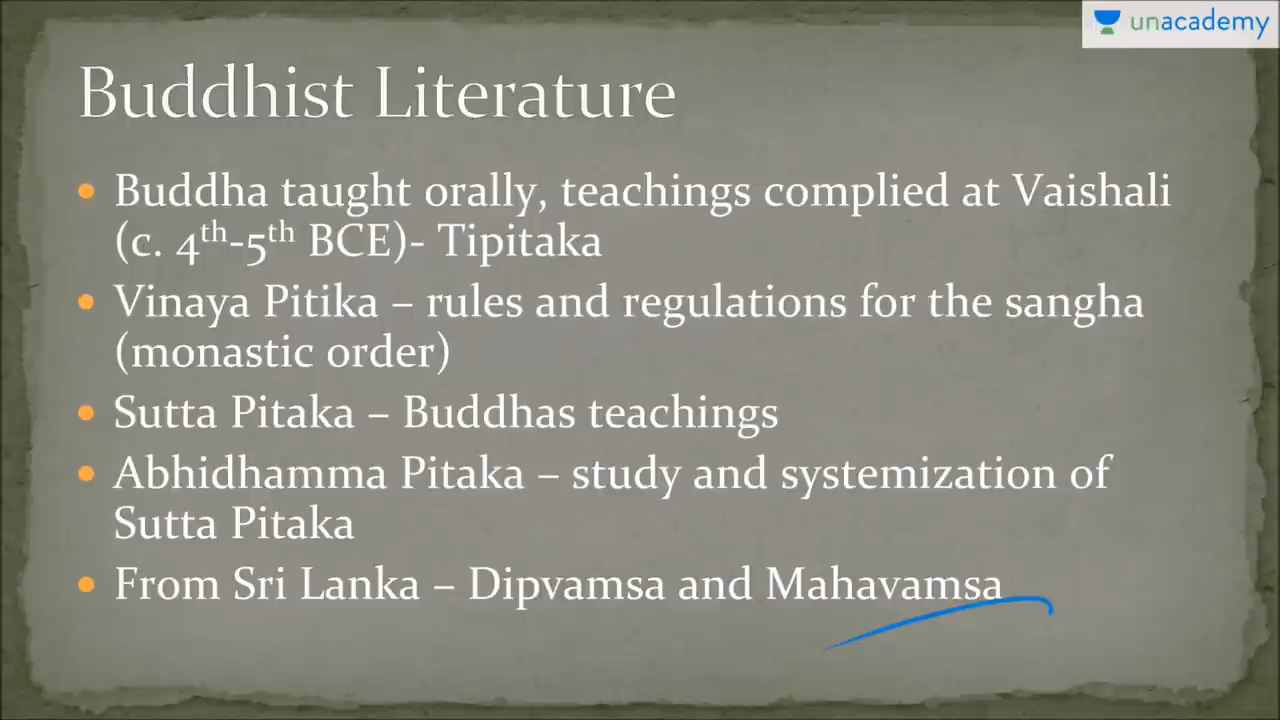 unacademy
Buddhist Literature
• Buddha taught orally, teachings complied at Vaishali
(c. 4th-5th BCE)- Tipitaka
• Vinaya Pitika – rules and regulations for the sangha
(monastic order)
• Sutta Pitaka – Buddhas teachings
• Abhidhamma Pitaka – study and systemization of
Sutta Pitaka
• From Sri Lanka – Dipvamsa and Mahavamsa